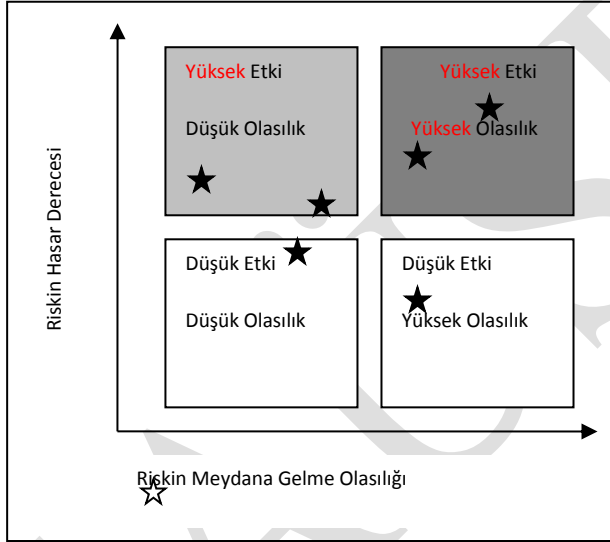 Yüksek Etki
Düşük Olasılık
Yüksek Etki
Yüksek Olasılık
Riskin Hasar Derecesi
Düşük Etki
Düşük Olasılık
Düşük Etki
Yüksek Olasılık
Riskin Meydana Gelme Olasılığı